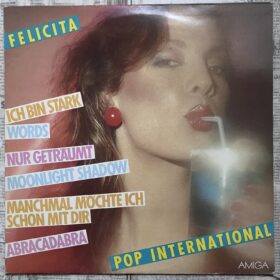 FELICITA
ICH BIN STARK
WORDS
NUR GETRÄUMT
MOONLIGHT SHADOW
MANCHMAL MÖCHTE ICH
SCHON MIT DIR
ABRACADABRA
POP INTERNATIONAL
AMIGA